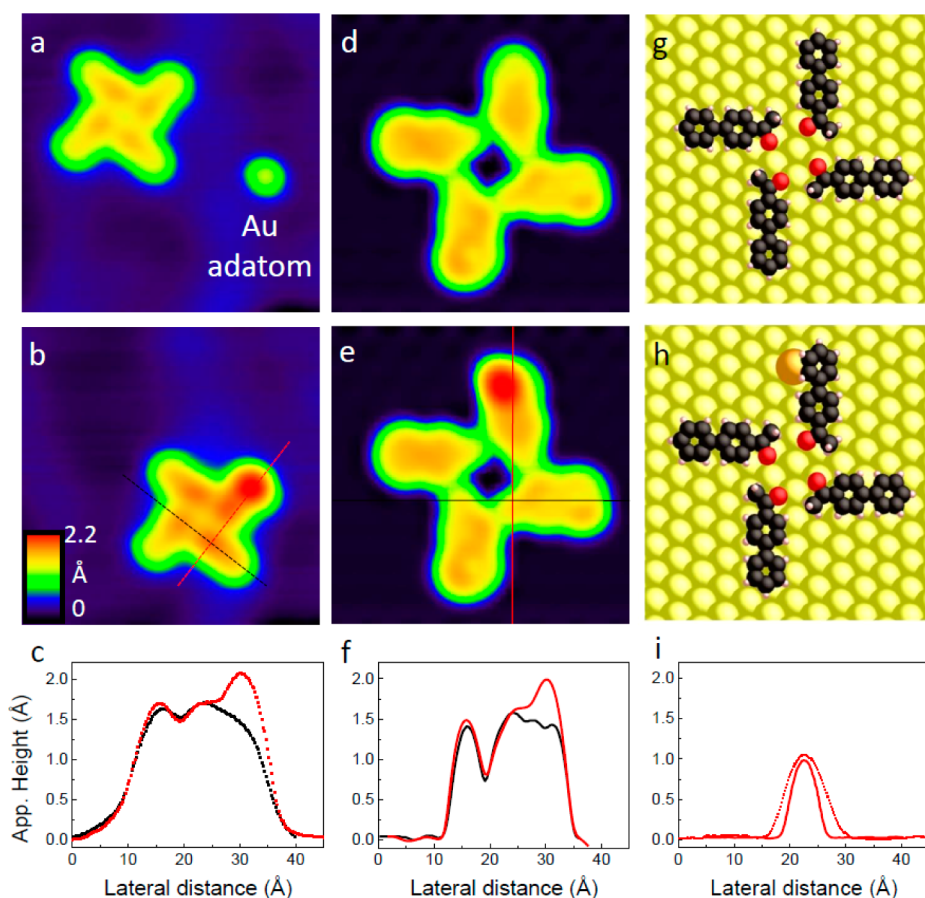 a
d
g
Au
adatom
b
e
h
2.2
Å
0
c
f
i
App. Height (Å)
2.0
1.5
1.0
0.5
0.0
0 10 20 30 40
Lateral distance (Å)
2.0
1.5
1.0
0.5
0.0
0 10 20 30 40
Lateral distance (Å)
2.0
1.5
1.0
0.5
0.0
0 10 20 30 40
Lateral distance (Å)